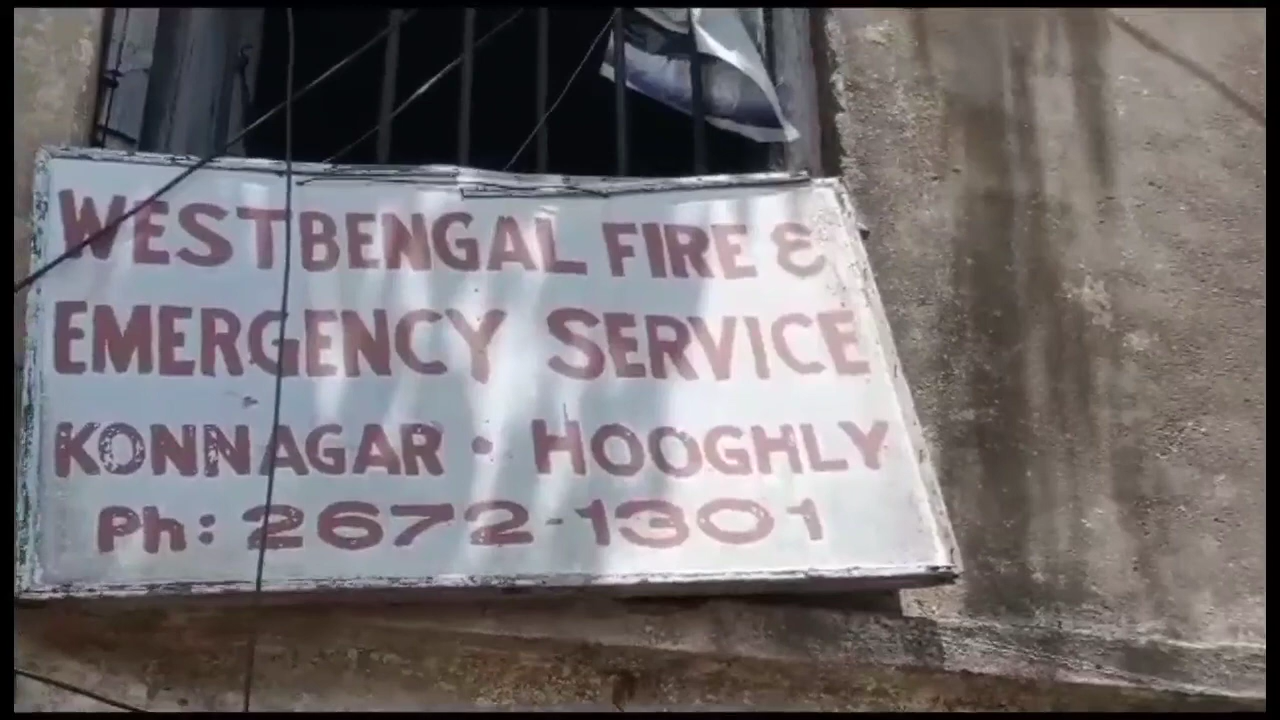 WESTBENGAL FIRE &
EMERGENCY SERVICE
KONNAGAR · HOOGHLY
Ph: 2672-1301